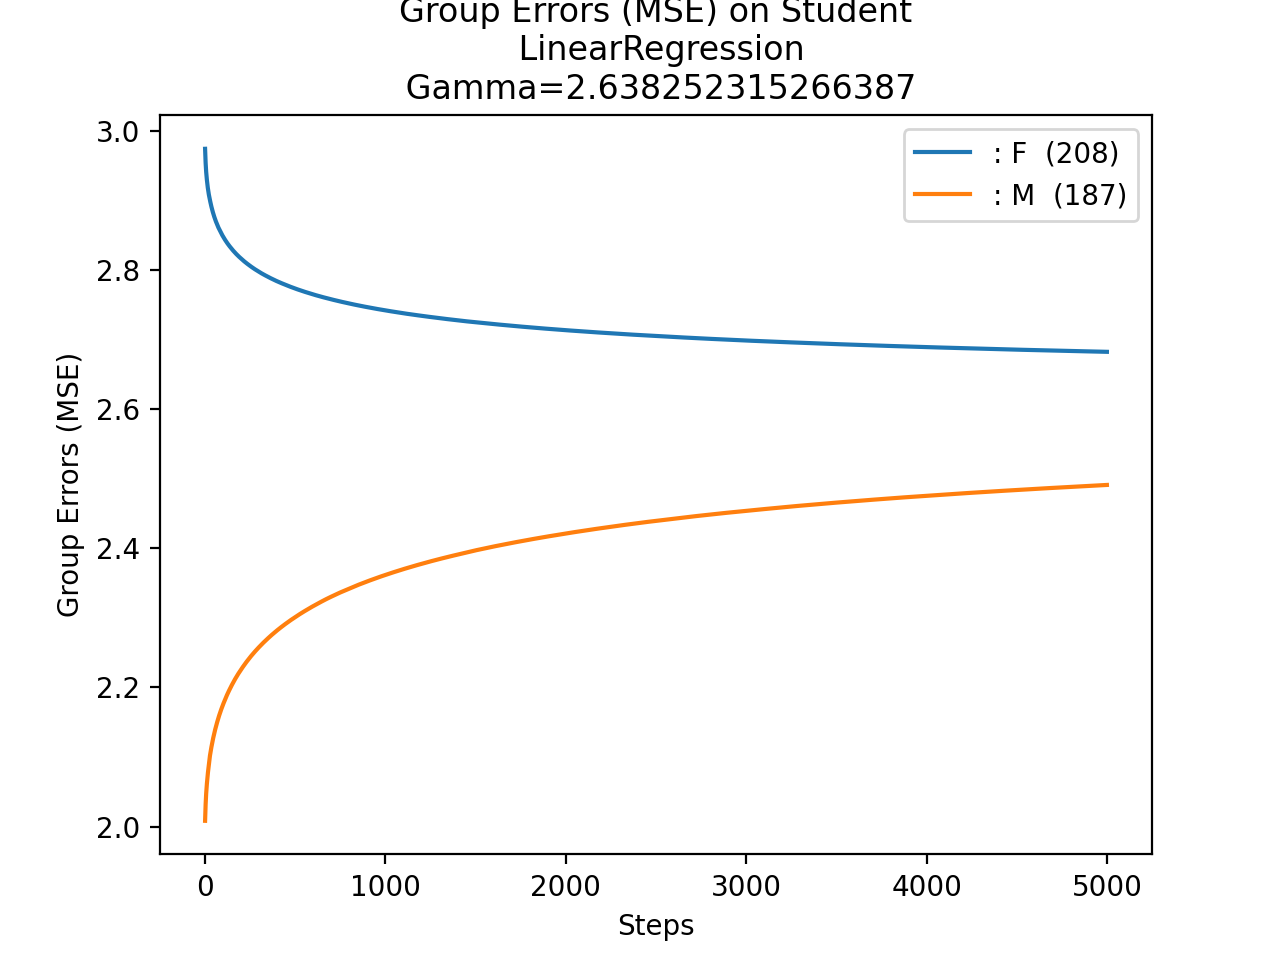 Group Errors (MSE) on Student
LinearRegression
Gamma=2.638252315266387
3.0
2.8
2.6
2.4
2.2
2.0
Group Errors (MSE)
: F (208)
: M (187)
0 1000 2000 3000 4000 5000
Steps